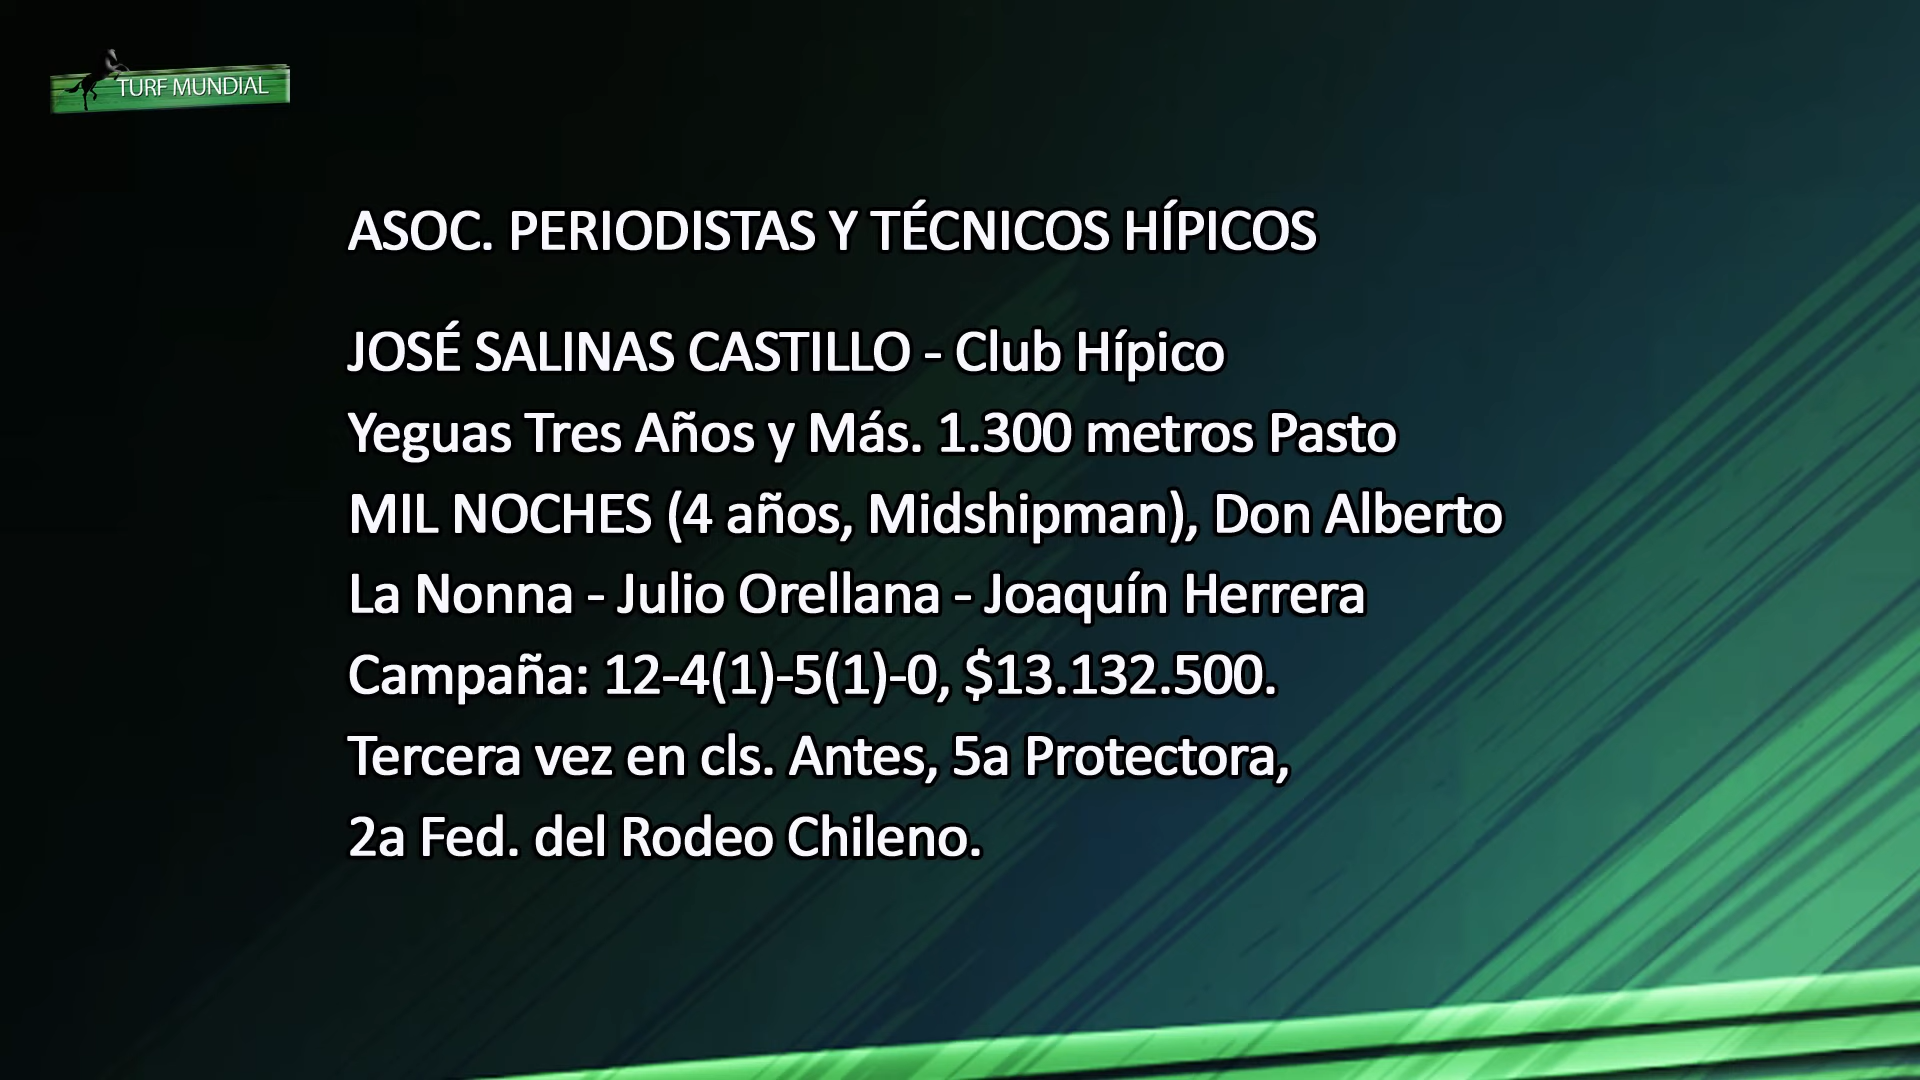 TURF MUNDIAL
ASOC. PERIODISTAS Y TÉCNICOS HÍPICOS
JOSÉ SALINAS CASTILLO - Club Hípico
Yeguas Tres Años y Más. 1.300 metros Pasto
MIL NOCHES (4 años, Midshipman), Don Alberto
La Nonna - Julio Orellana - Joaquín Herrera
Campaña: 12-4(1)-5(1)-0, $13.132.500.
Tercera vez en cls. Antes, 5a Protectora,
2a Fed. del Rodeo Chileno.